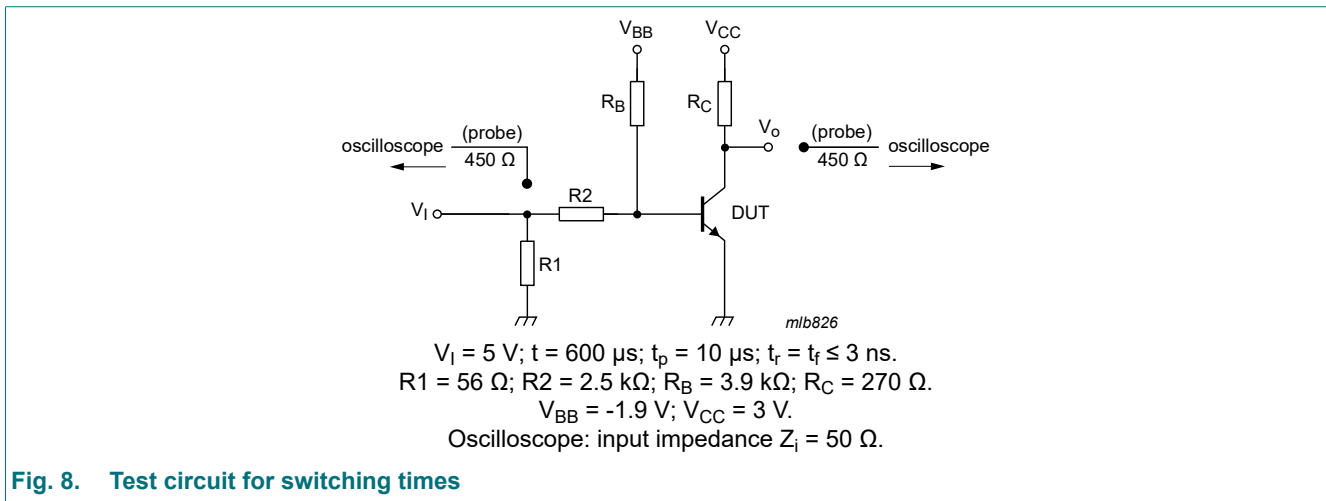 V_BB
V_CC
R_B
R_C
V_o
oscilloscope
(probe)
450 Ω
(probe)
450 Ω
oscilloscope
V_I
R2
DUT
R1
mlb826
V_I = 5 V; t = 600 μs; t_p = 10 μs; t_r = t_f ≤ 3 ns.
R1 = 56 Ω; R2 = 2.5 kΩ; R_B = 3.9 kΩ; R_C = 270 Ω.
V_BB = -1.9 V; V_CC = 3 V.
Oscilloscope: input impedance Z_i = 50 Ω.
Fig. 8. Test circuit for switching times